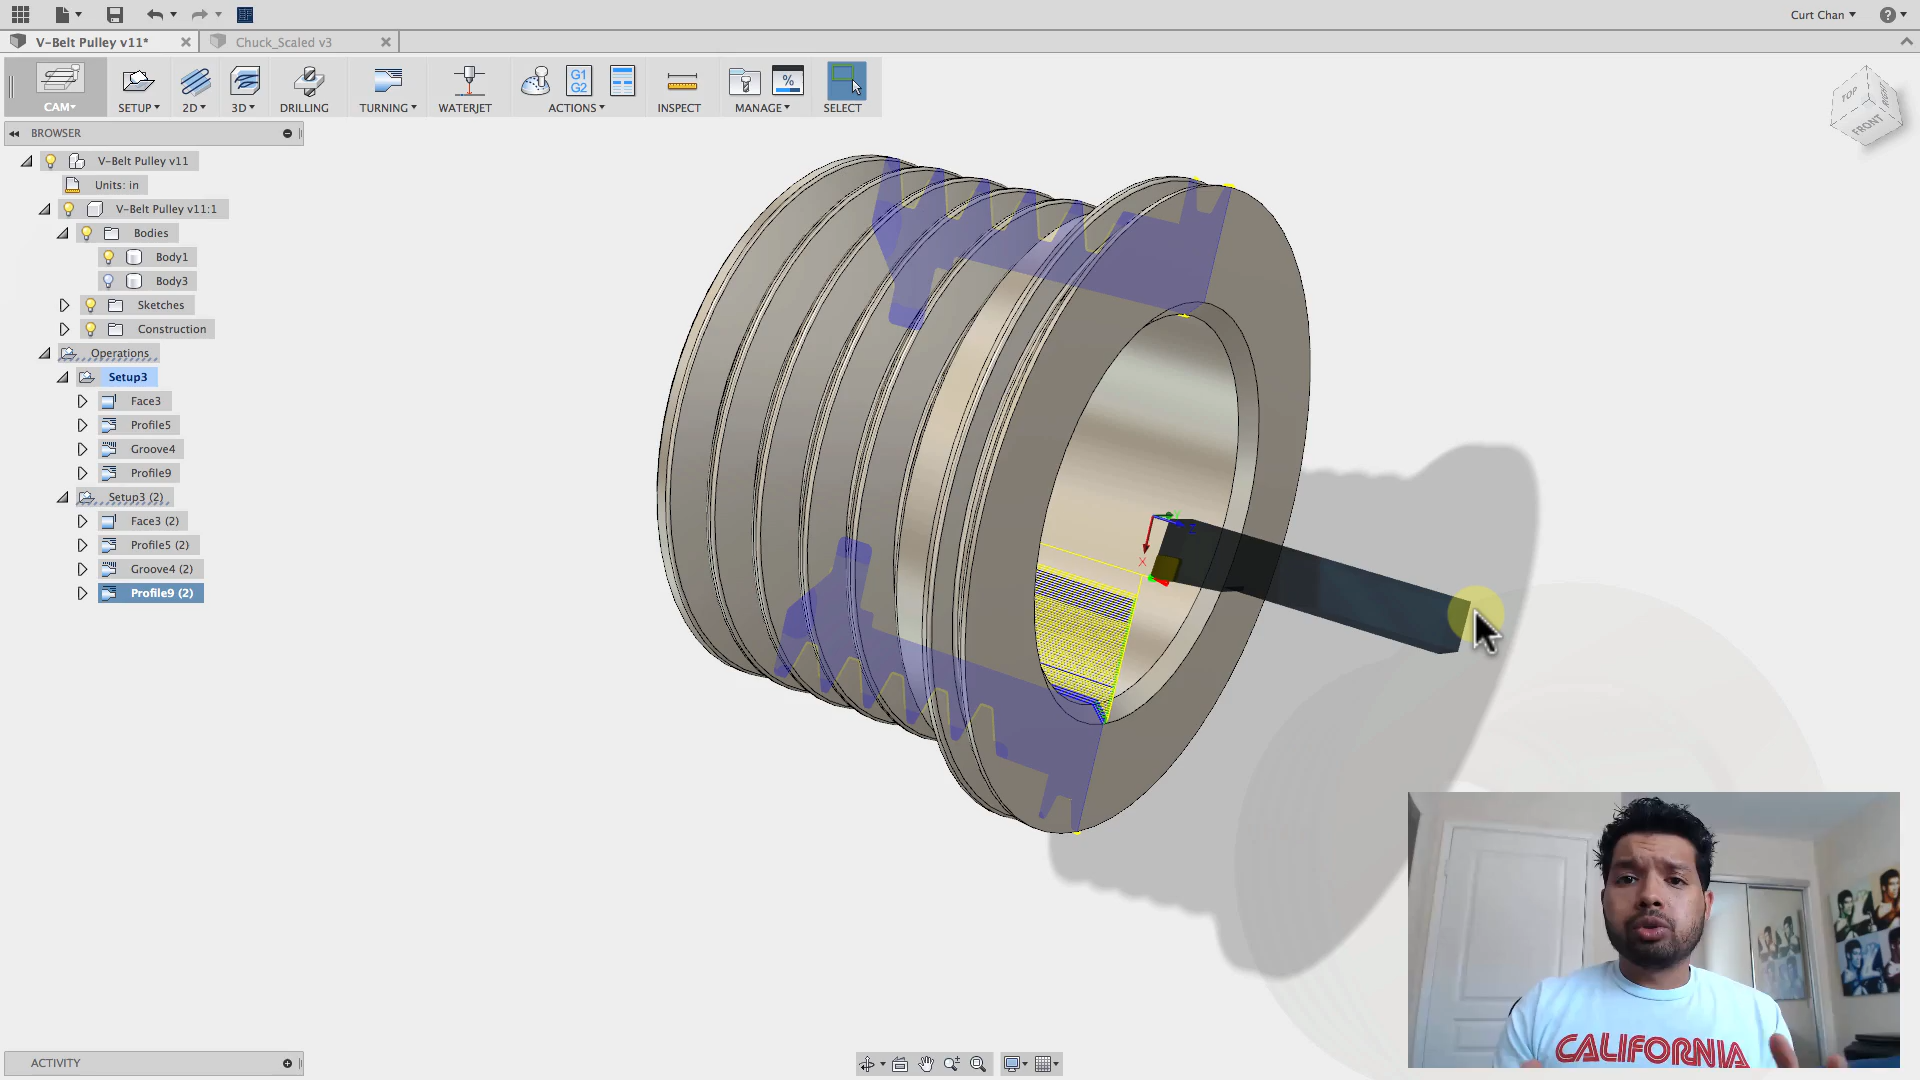 Curt Chan
V-Belt Pulley v11*
Chuck_Scaled v3
CAM
SETUP
2D
3D
DRILLING
TURNING
WATERJET
G1
G2
ACTIONS
INSPECT
%
MANAGE
SELECT
TOP
RIGHT
FRONT
BROWSER
V-Belt Pulley v11
Units: in
V-Belt Pulley v11:1
Bodies
Body1
Body3
Sketches
Construction
Operations
Setup3
Face3
Profile5
Groove4
Profile9
Setup3 (2)
Face3 (2)
Profile5 (2)
Groove4 (2)
Profile9 (2)
Y
Z
X
CALIFORNIA
ACTIVITY